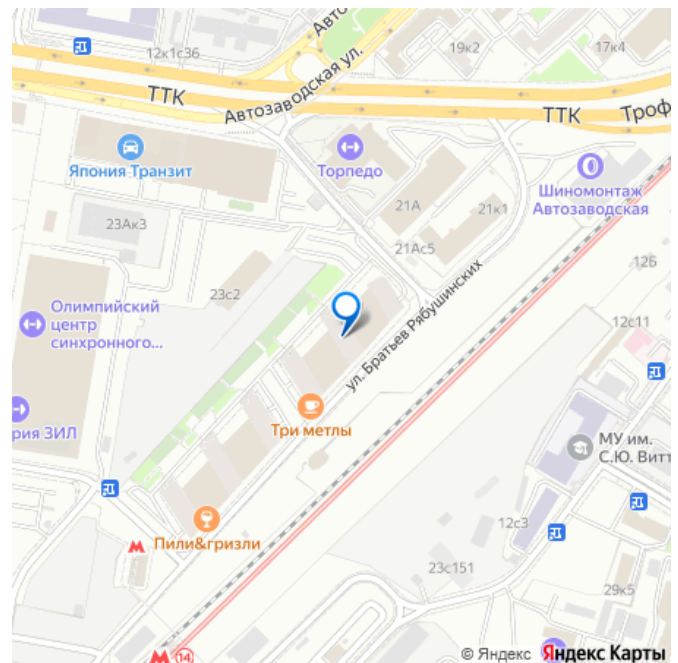 Авто
12к1с36
19к2
17к4
Автозаводская ул.
ТТК
ТТК
Троф
Япония Транзит
Торпедо
Шиномонтаж
Автозаводская
21А
21к1
23Ак3
21Ас5
12Б
23с2
Олимпийский
центр
синхронного...
ул. Братьев Рябушинских
12с11
Три метлы
рия ЗИЛ
МУ им.
С.Ю. Витт
Пили&гризли
12с3
23с151
29к5
14
© Яндекс Яндекс Карты